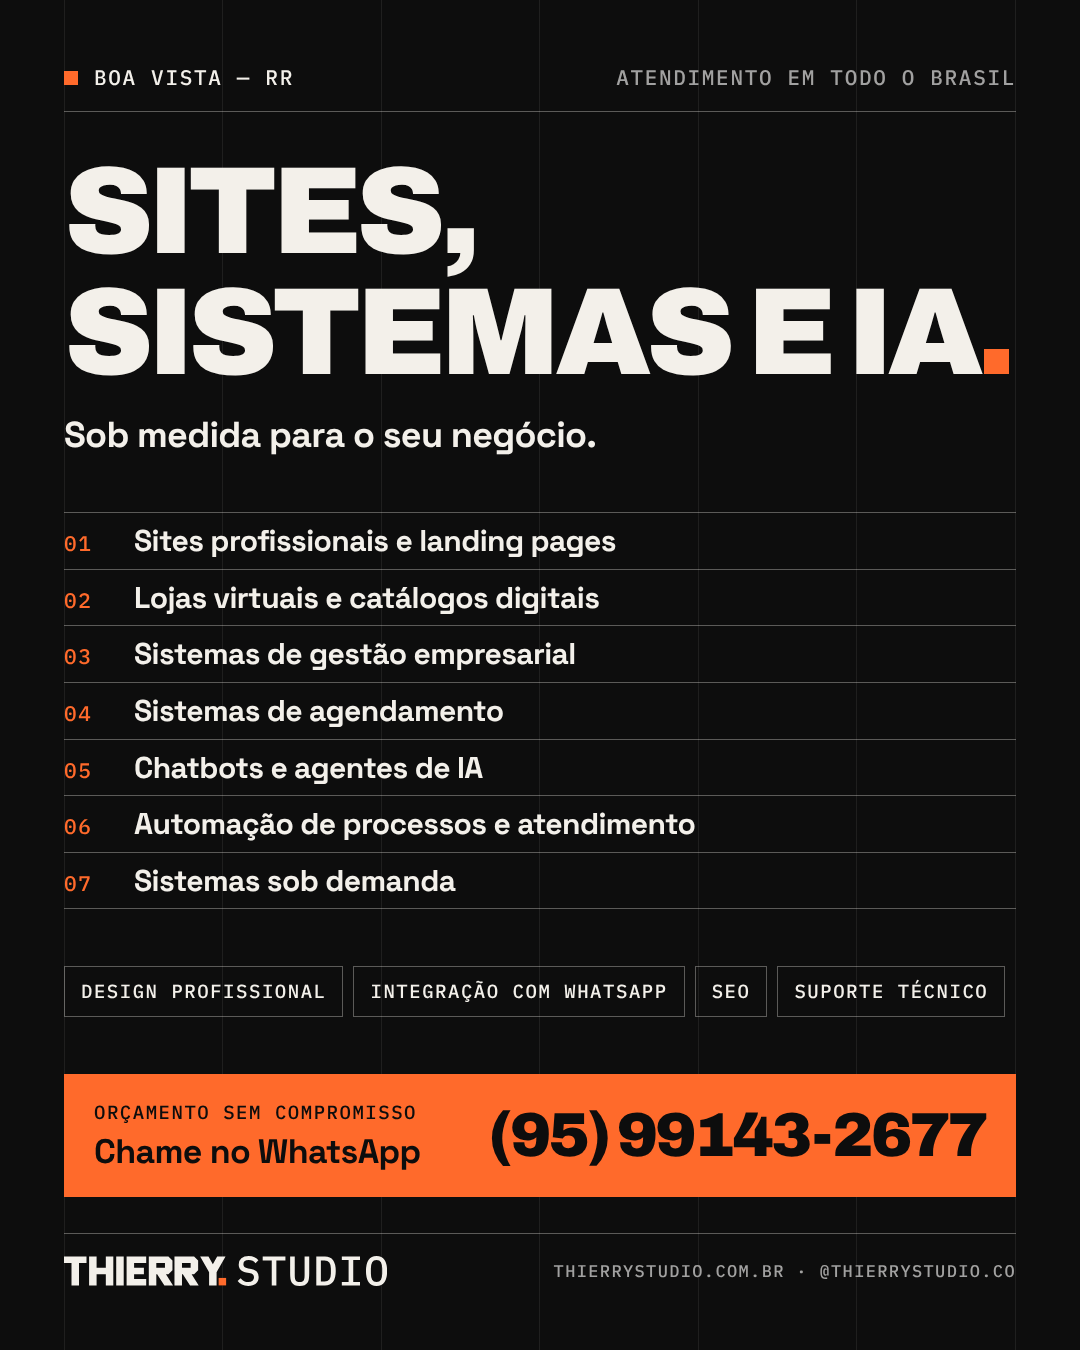 BOA VISTA — RR
ATENDIMENTO EM TODO O BRASIL
SITES,
SISTEMAS E IA.
Sob medida para o seu negócio.
01 Sites profissionais e landing pages
02 Lojas virtuais e catálogos digitais
03 Sistemas de gestão empresarial
04 Sistemas de agendamento
05 Chatbots e agentes de IA
06 Automação de processos e atendimento
07 Sistemas sob demanda
DESIGN PROFISSIONAL
INTEGRAÇÃO COM WHATSAPP
SEO
SUPORTE TÉCNICO
ORÇAMENTO SEM COMPROMISSO
Chame no WhatsApp
(95) 99143-2677
THIERRY. STUDIO
THIERRYSTUDIO.COM.BR · @THIERRYSTUDIO.CO